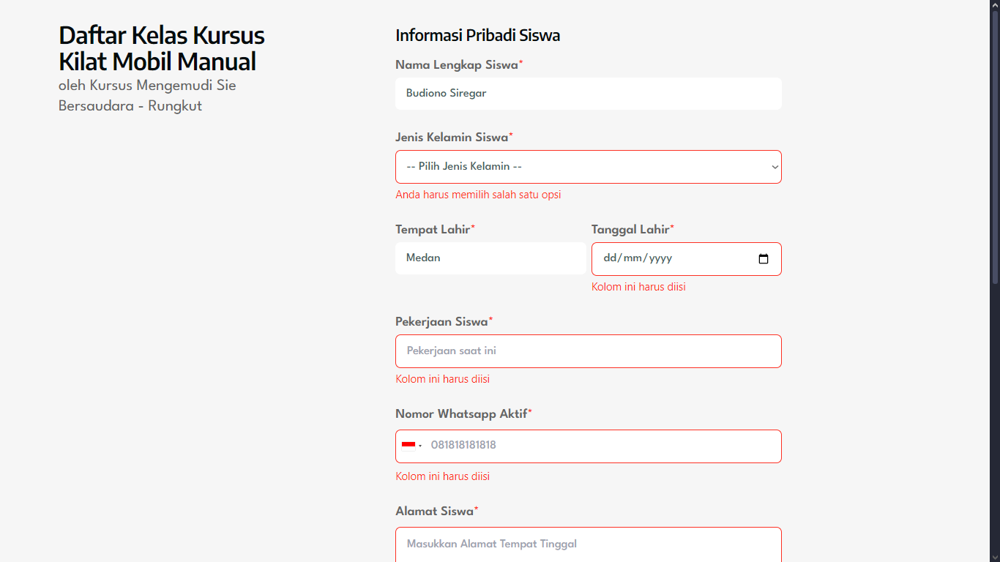 Daftar Kelas Kursus
Kilat Mobil Manual
oleh Kursus Mengemudi Sie
Bersaudara - Rungkut
Informasi Pribadi Siswa
Nama Lengkap Siswa*
Budiono Siregar
Jenis Kelamin Siswa*
-- Pilih Jenis Kelamin --
Anda harus memilih salah satu opsi
Tempat Lahir*
Medan
Tanggal Lahir*
dd/mm/yyyy
Kolom ini harus diisi
Pekerjaan Siswa*
Pekerjaan saat ini
Kolom ini harus diisi
Nomor Whatsapp Aktif*
081818181818
Kolom ini harus diisi
Alamat Siswa*
Masukkan Alamat Tempat Tinggal